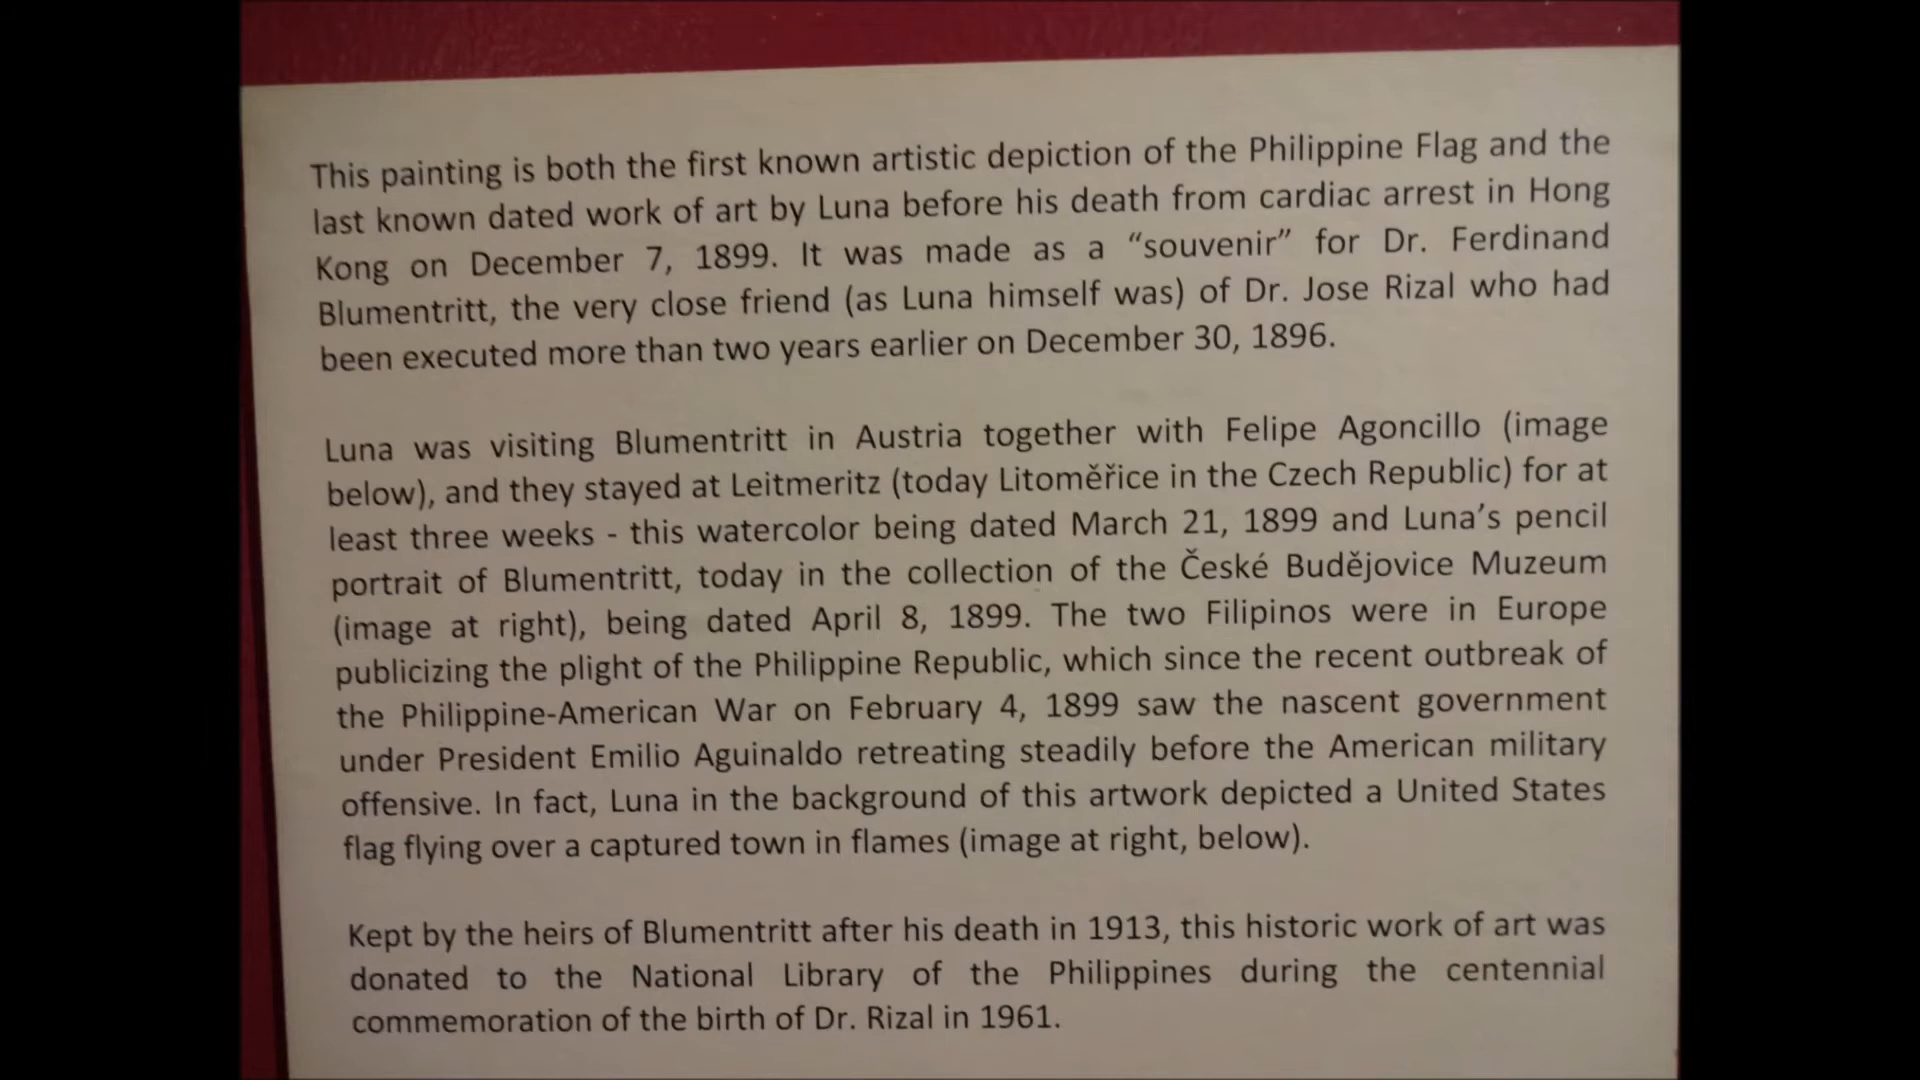 This painting is both the first known artistic depiction of the Philippine Flag and the
last known dated work of art by Luna before his death from cardiac arrest in Hong
Kong on December 7, 1899. It was made as a “souvenir” for Dr. Ferdinand
Blumentritt, the very close friend (as Luna himself was) of Dr. Jose Rizal who had
been executed more than two years earlier on December 30, 1896.
Luna was visiting Blumentritt in Austria together with Felipe Agoncillo (image
below), and they stayed at Leitmeritz (today Litoměřice in the Czech Republic) for at
least three weeks - this watercolor being dated March 21, 1899 and Luna’s pencil
portrait of Blumentritt, today in the collection of the České Budějovice Muzeum
(image at right), being dated April 8, 1899. The two Filipinos were in Europe
publicizing the plight of the Philippine Republic, which since the recent outbreak of
the Philippine-American War on February 4, 1899 saw the nascent government
under President Emilio Aguinaldo retreating steadily before the American military
offensive. In fact, Luna in the background of this artwork depicted a United States
flag flying over a captured town in flames (image at right, below).
Kept by the heirs of Blumentritt after his death in 1913, this historic work of art was
donated to the National Library of the Philippines during the centennial
commemoration of the birth of Dr. Rizal in 1961.